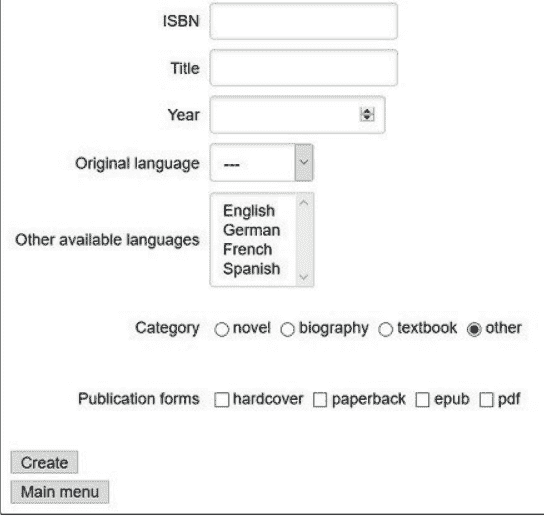 ISBN
Title
Year
Original language ---
Other available languages
English
German
French
Spanish
Category novel biography textbook other
Publication forms hardcover paperback epub pdf
Create
Main menu